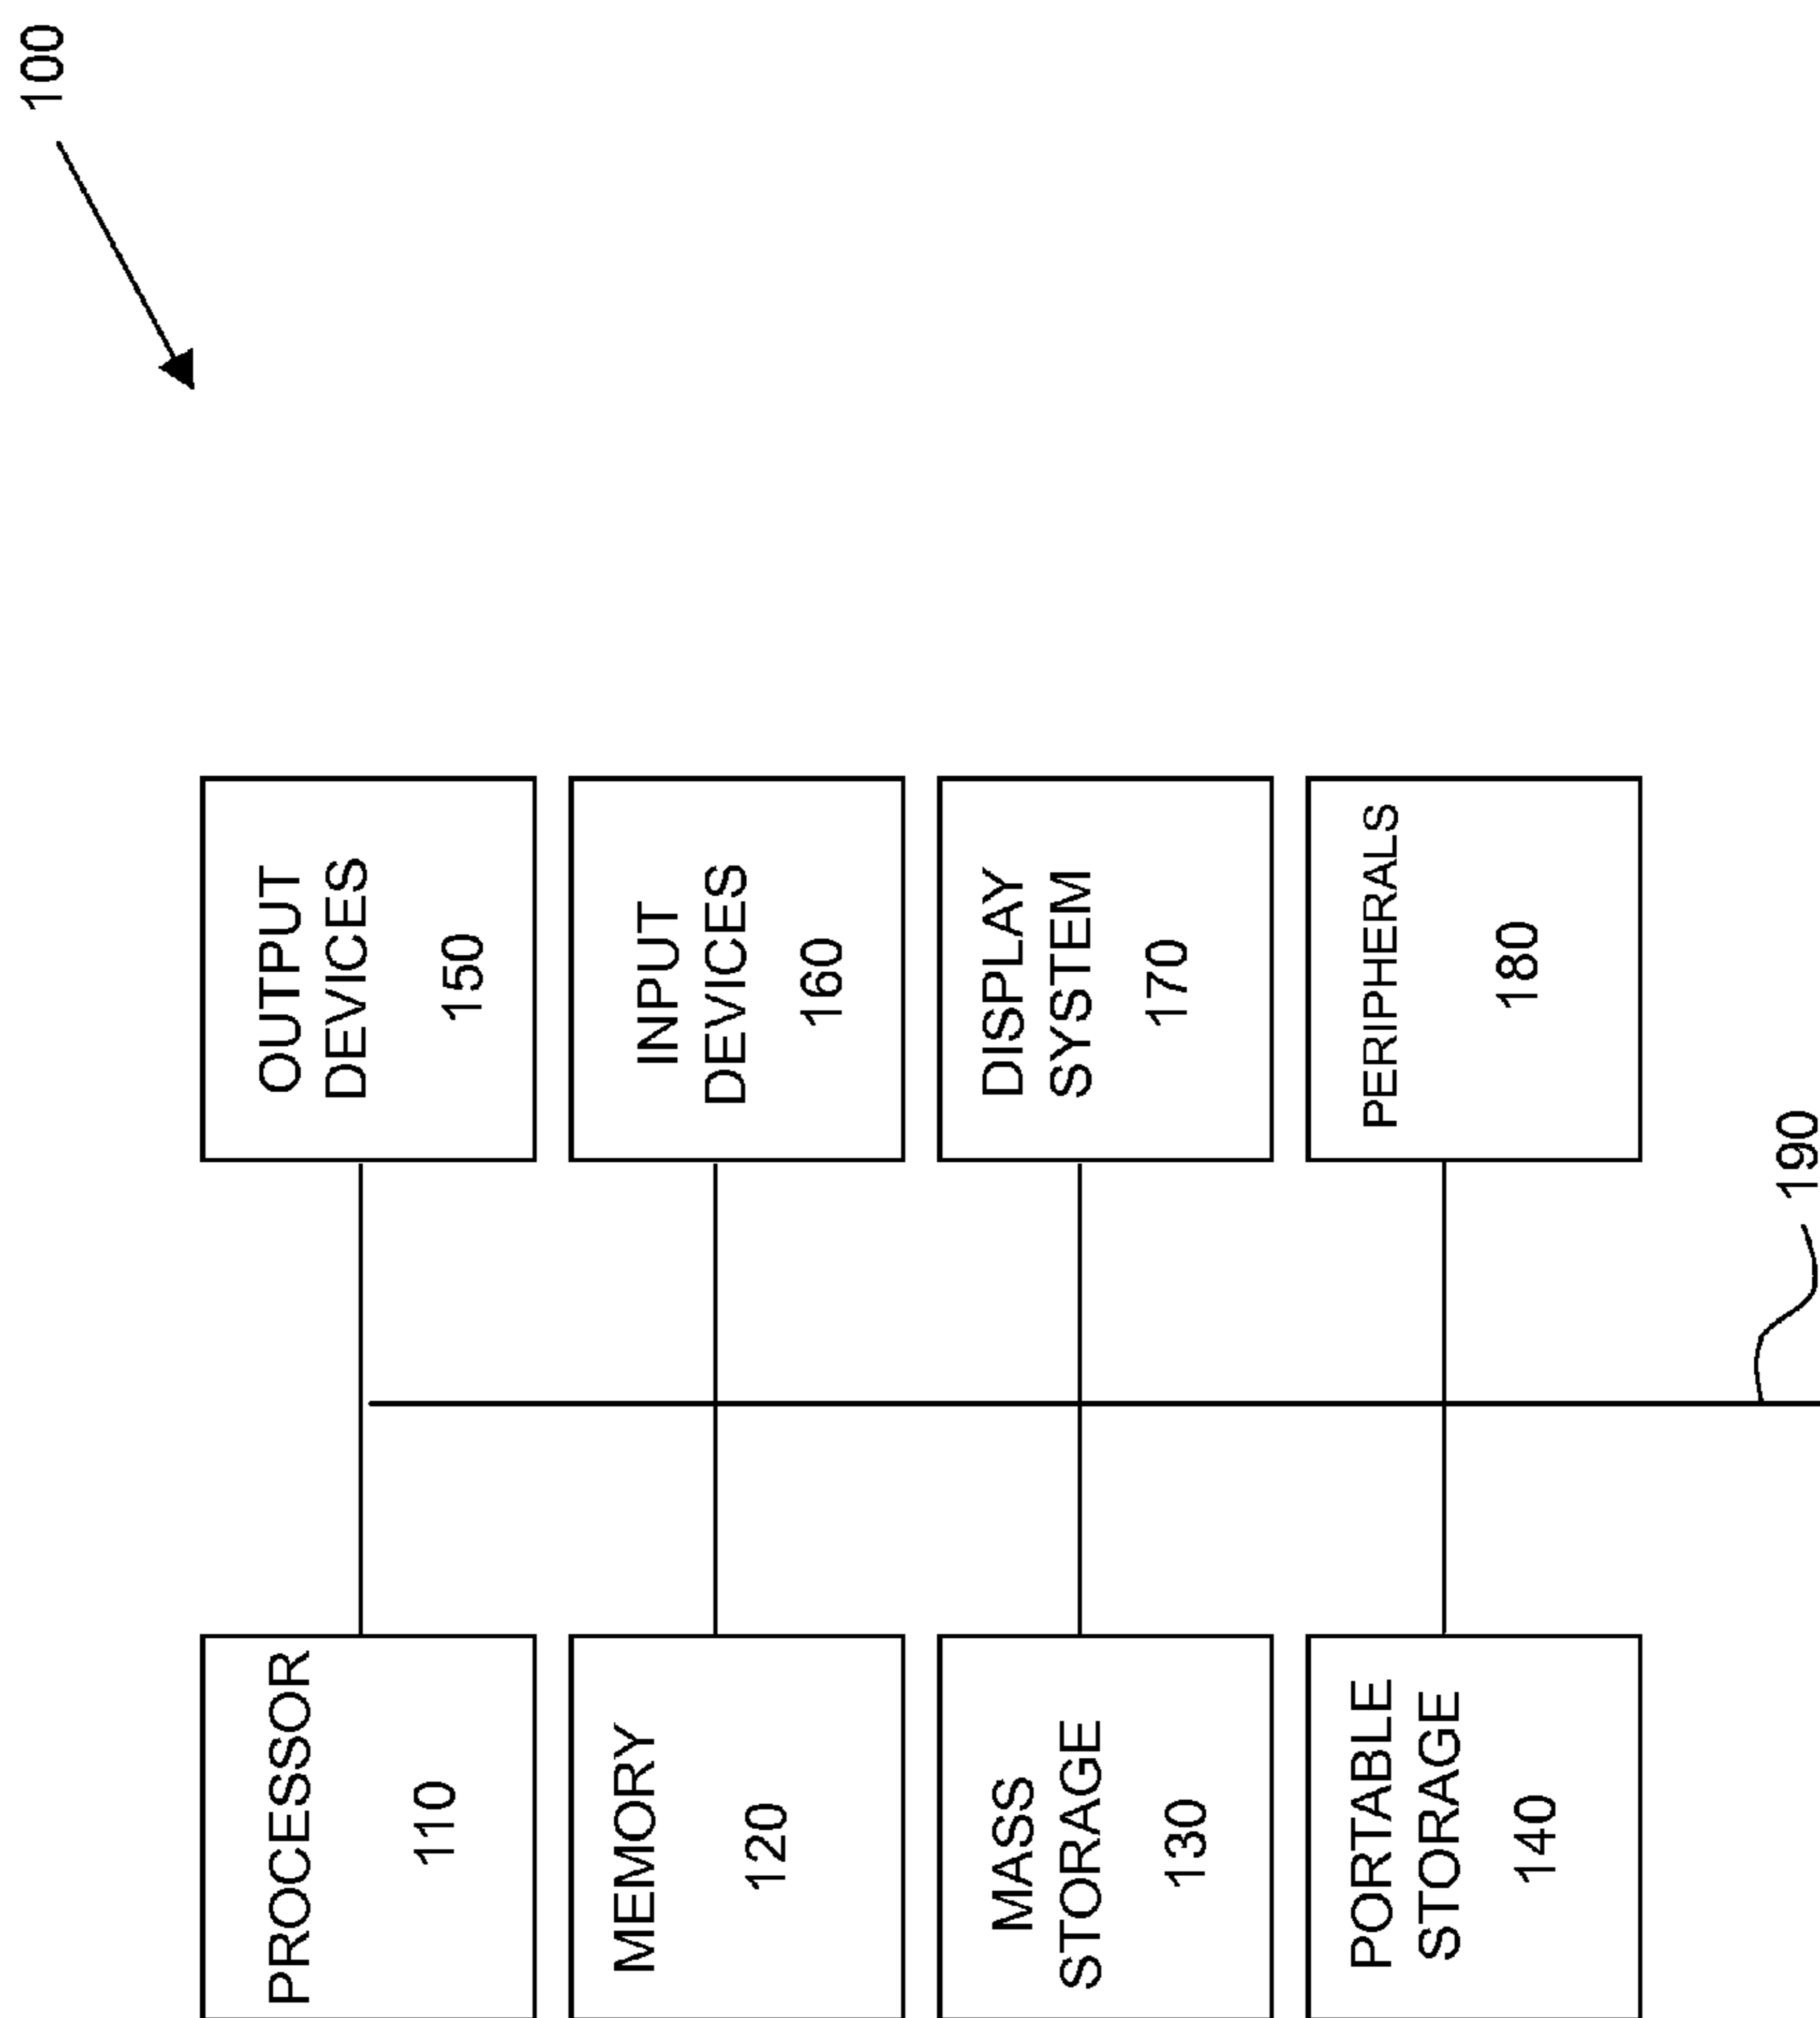 100
PROCESSOR
110
OUTPUT
DEVICES
150
MEMORY
120
INPUT
DEVICES
160
MASS
STORAGE
130
DISPLAY
SYSTEM
170
PORTABLE
STORAGE
140
PERIPHERALS
180
190